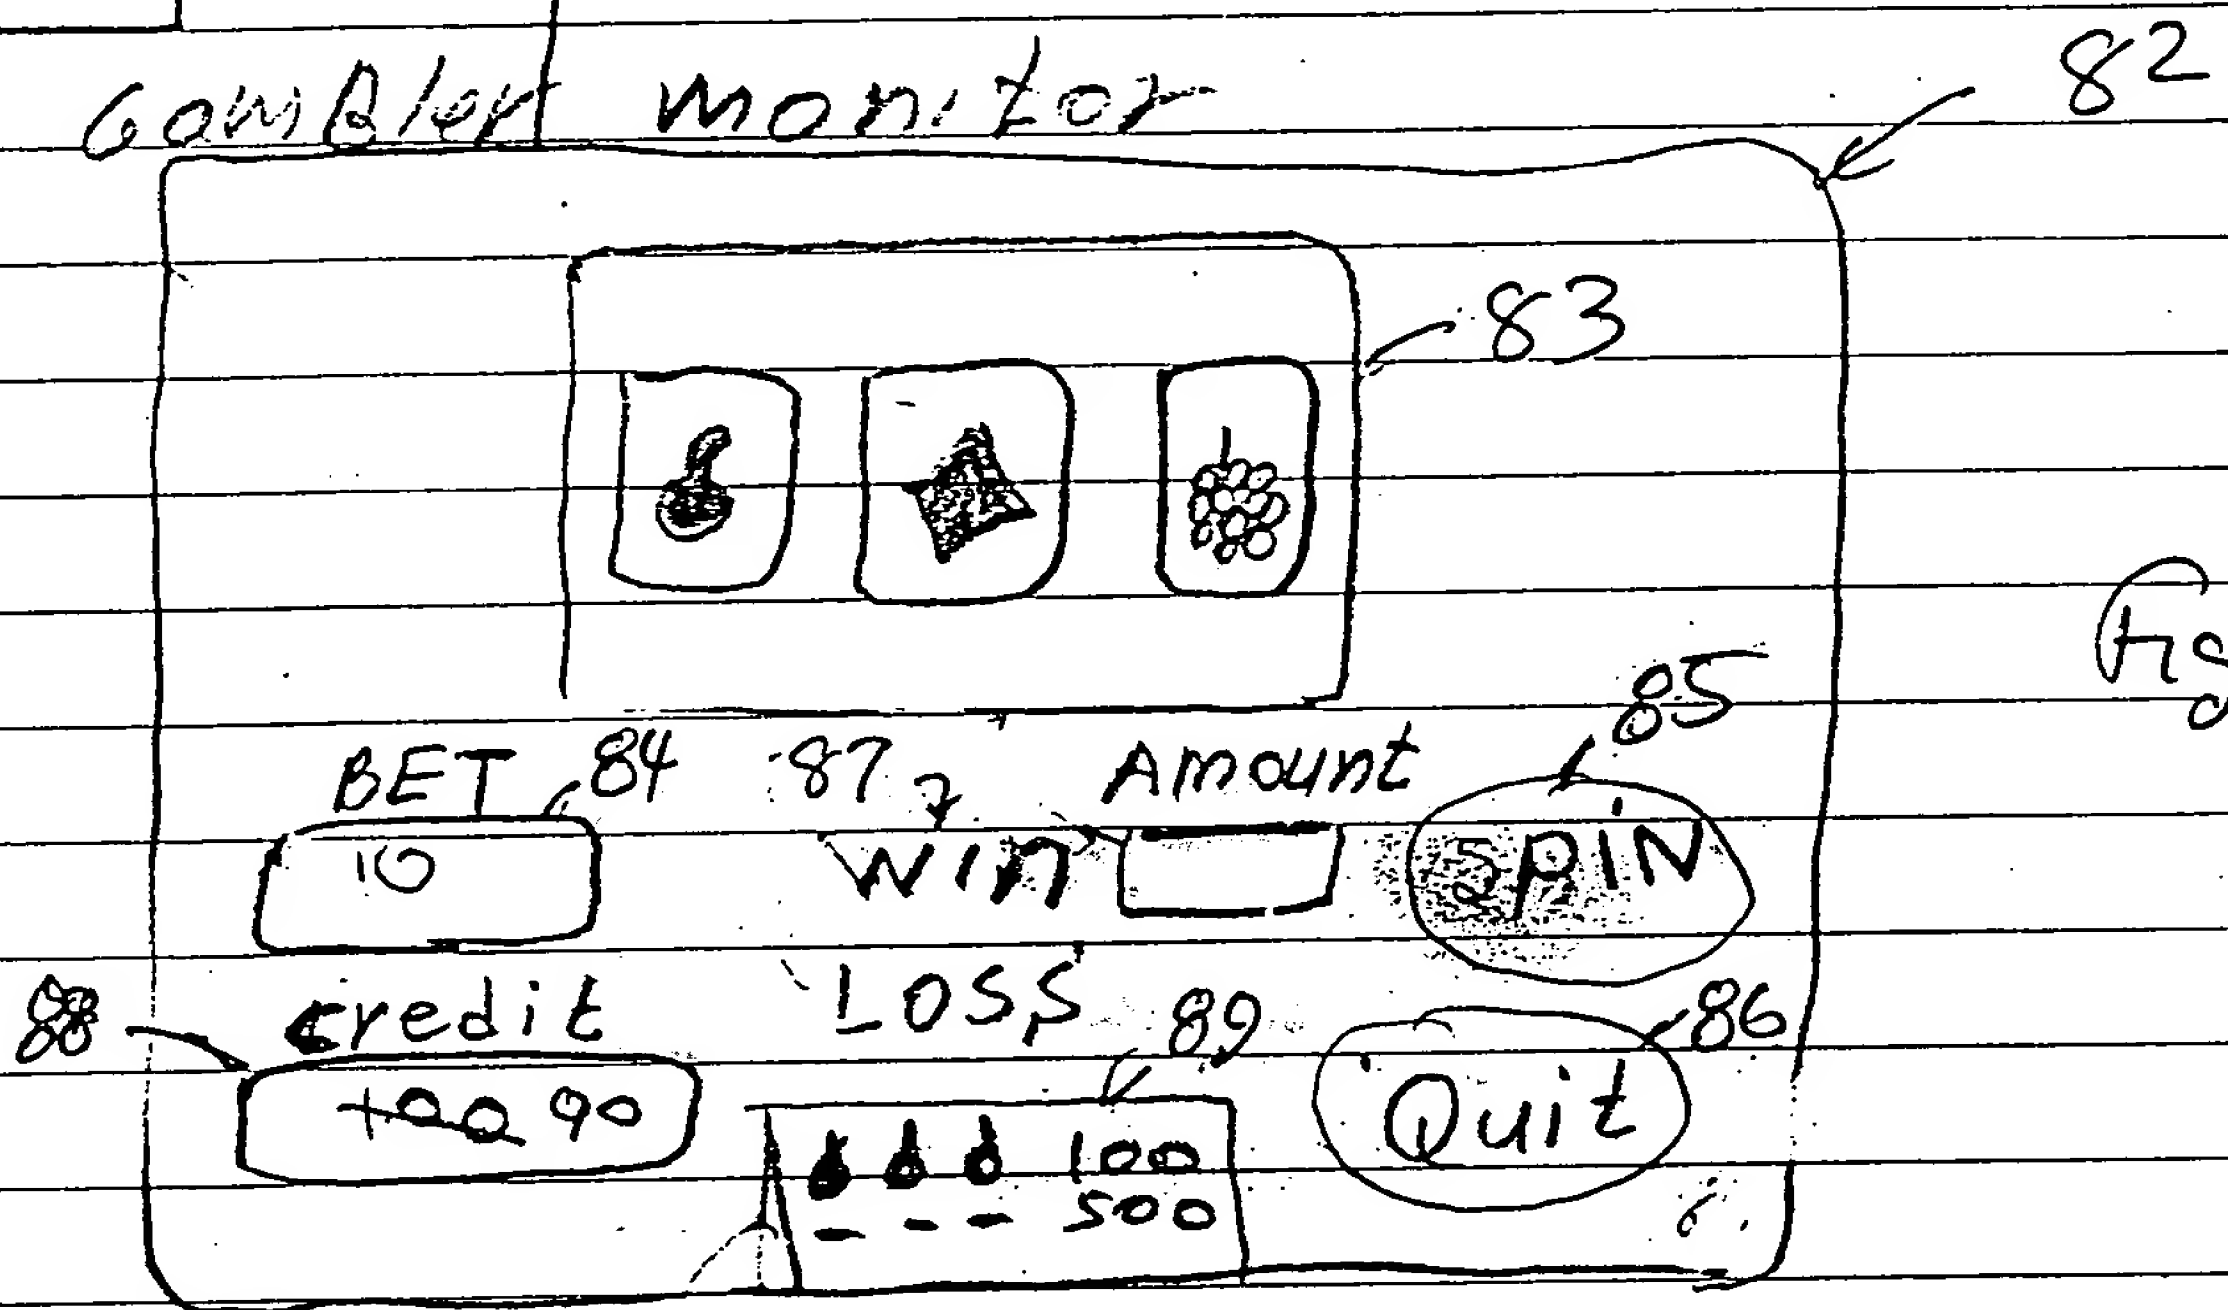 Gambler monitor 82
83
Fig
85
BET 84 87 Amount
10 Win SPIN
88 credit LOSS 89 86
100 90 Quit
100
--- 500